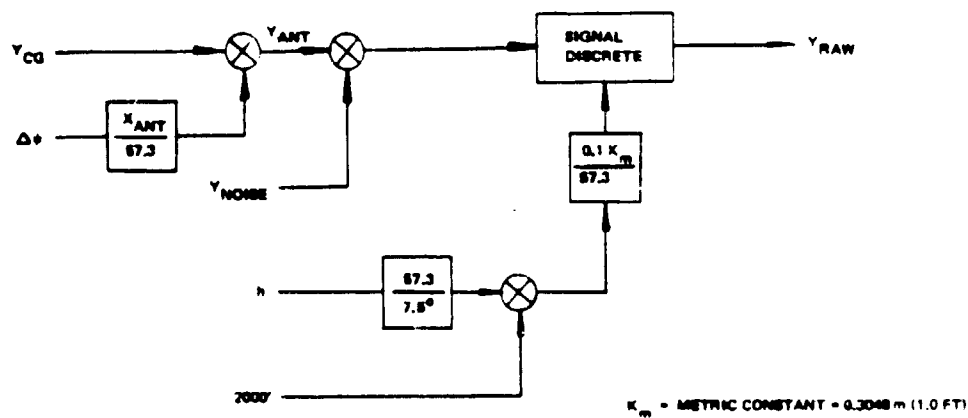 Y_CG
Y_ANT
SIGNAL
DISCRETE
Y_RAW
Δψ
X_ANT
57.3
Y_NOISE
0.1 K_m
57.3
h
57.3
7.5°
2000'
K_m = METRIC CONSTANT = 0.3048 m (1.0 FT)